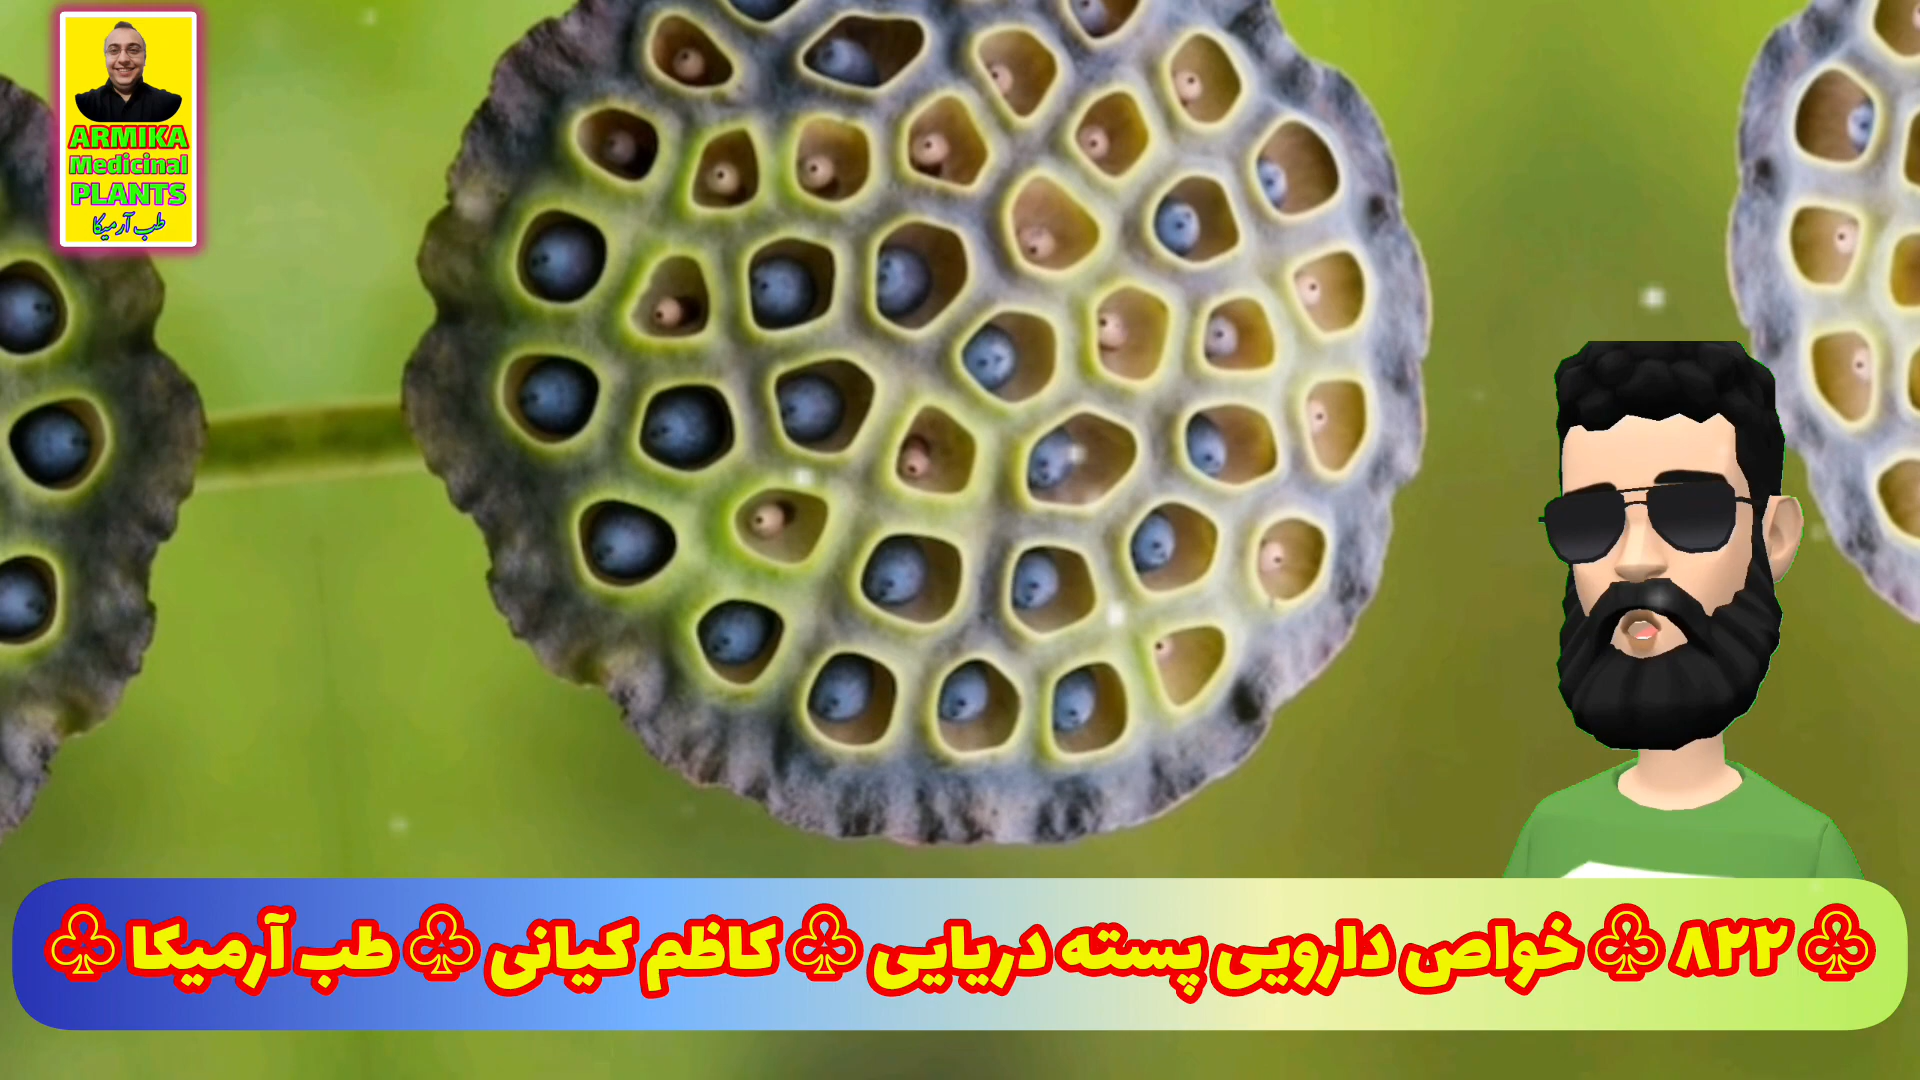 ARMIKA
Medicinal
PLANTS
طب آرمیکا
♧ ۸۲۲ ♧ خواص دارویی پسته دریایی ♧ کاظم کیانی ♧ طب آرمیکا ♧